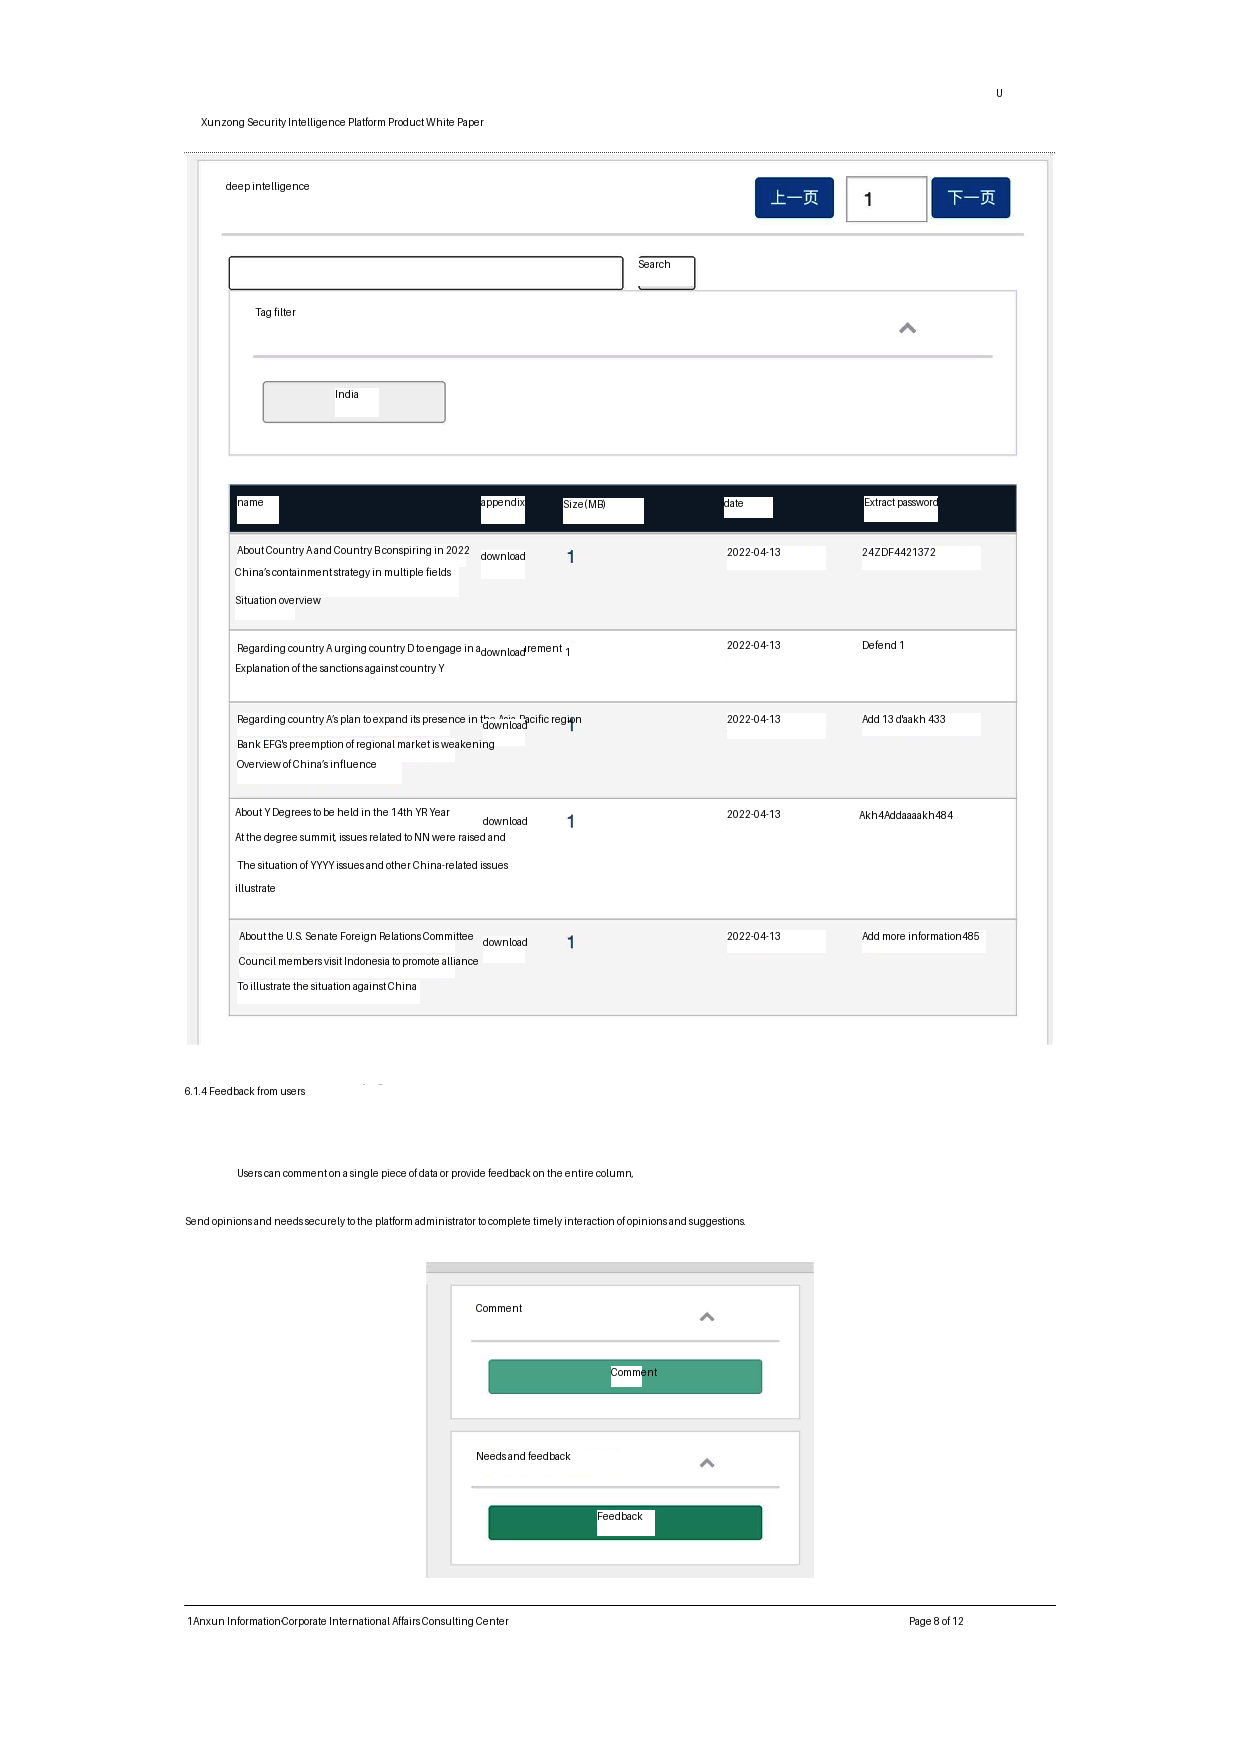 U
Xunzong Security Intelligence Platform Product White Paper
deep intelligence
上一页 1 下一页
Search
Tag filter
India
name appendix Size (MB) date Extract password
About Country A and Country B conspiring in 2022 download 1 2022-04-13 24ZDF4421372
China's containment strategy in multiple fields
Situation overview
Regarding country A urging country D to engage in a download rement 1 2022-04-13 Defend 1
Explanation of the sanctions against country Y
Regarding country A's plan to expand its presence in the Asia-Pacific region download 1 2022-04-13 Add 13 d'aakh 433
Bank EFG's preemption of regional market is weakening
Overview of China's influence
About Y Degrees to be held in the 14th YR Year download 1 2022-04-13 Akh4Addaaaakh484
At the degree summit, issues related to NN were raised and
The situation of YYYY issues and other China-related issues
illustrate
About the U.S. Senate Foreign Relations Committee download 1 2022-04-13 Add more information485
Council members visit Indonesia to promote alliance
To illustrate the situation against China
6.1.4 Feedback from users
Users can comment on a single piece of data or provide feedback on the entire column,
Send opinions and needs securely to the platform administrator to complete timely interaction of opinions and suggestions.
Comment
Comment
Needs and feedback
Feedback
1Anxun Information-Corporate International Affairs Consulting Center Page 8 of 12